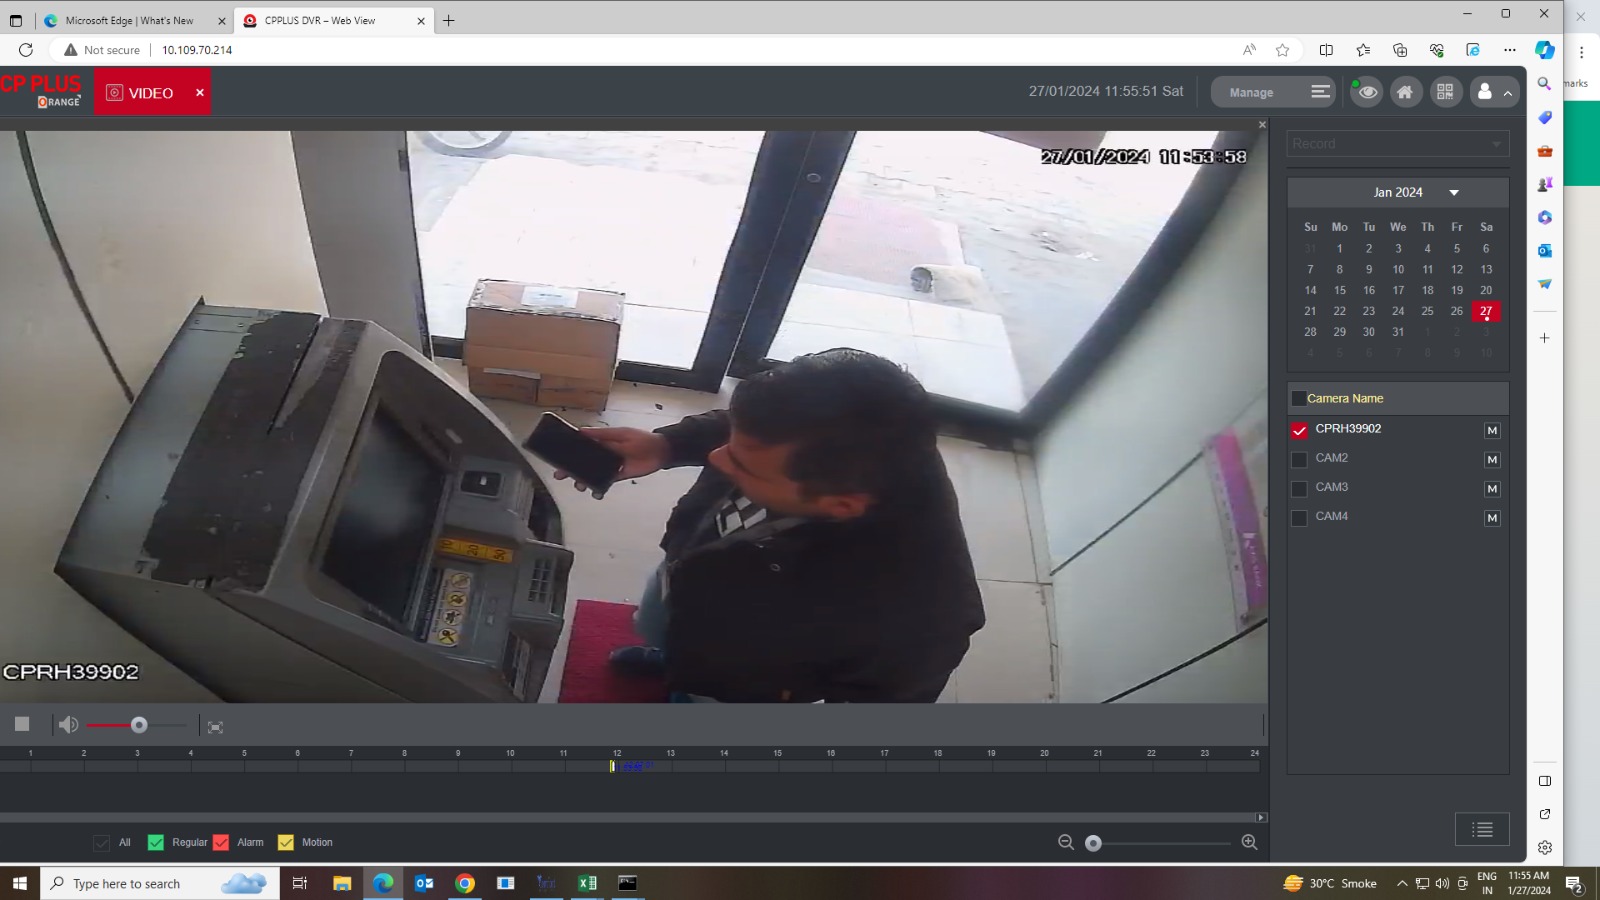 Microsoft Edge | What's New
CPPLUS DVR – Web View
Not secure
10.109.70.214
marks
CP PLUS
ORANGE
VIDEO
27/01/2024 11:55:51 Sat
Manage
27/01/2024 11:53:58
Record
Jan 2024
Su Mo Tu We Th Fr Sa
31 1 2 3 4 5 6
7 8 9 10 11 12 13
14 15 16 17 18 19 20
21 22 23 24 25 26 27
28 29 30 31 1 2 3
4 5 6 7 8 9 10
Camera Name
CPRH39902 M
CAM2 M
CAM3 M
CAM4 M
10 20 50
CPRH39902
1 2 3 4 5 6 7 8 9 10 11 12 13 14 15 16 17 18 19 20 21 22 23 24
All Regular Alarm Motion
Type here to search
30°C Smoke
ENG
IN
11:55 AM
1/27/2024
2